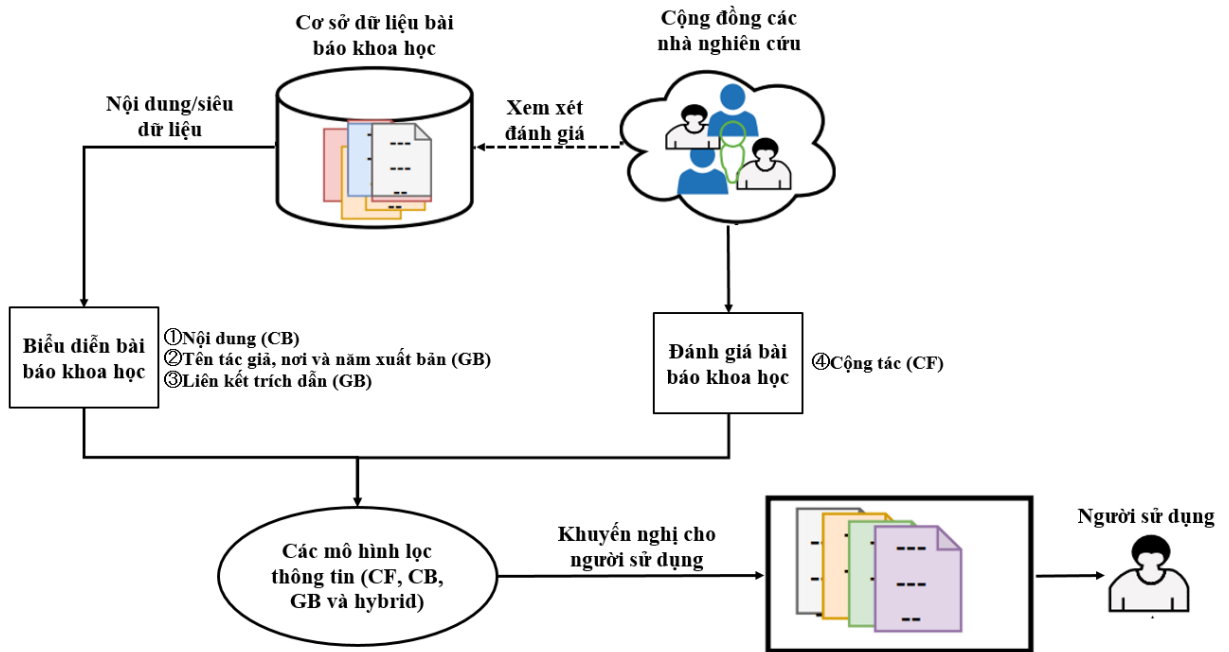 Cơ sở dữ liệu bài
báo khoa học
Cộng đồng các
nhà nghiên cứu
Nội dung/siêu
dữ liệu
Xem xét
đánh giá
Biểu diễn bài
báo khoa học
①Nội dung (CB)
②Tên tác giả, nơi và năm xuất bản (GB)
③Liên kết trích dẫn (GB)
Đánh giá bài
báo khoa học
④Cộng tác (CF)
Các mô hình lọc
thông tin (CF, CB,
GB và hybrid)
Khuyến nghị cho
người sử dụng
Người sử dụng